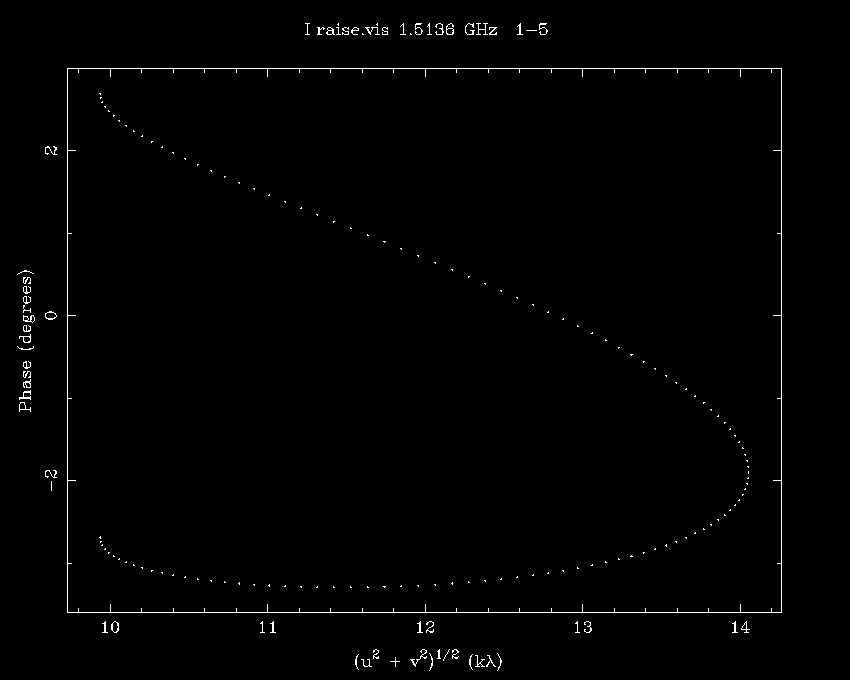 I raise.vis 1.5136 GHz 1−5
2
0
−2
Phase (degrees)
10 11 12 13 14
(u² + v²)^1/2 (kλ)